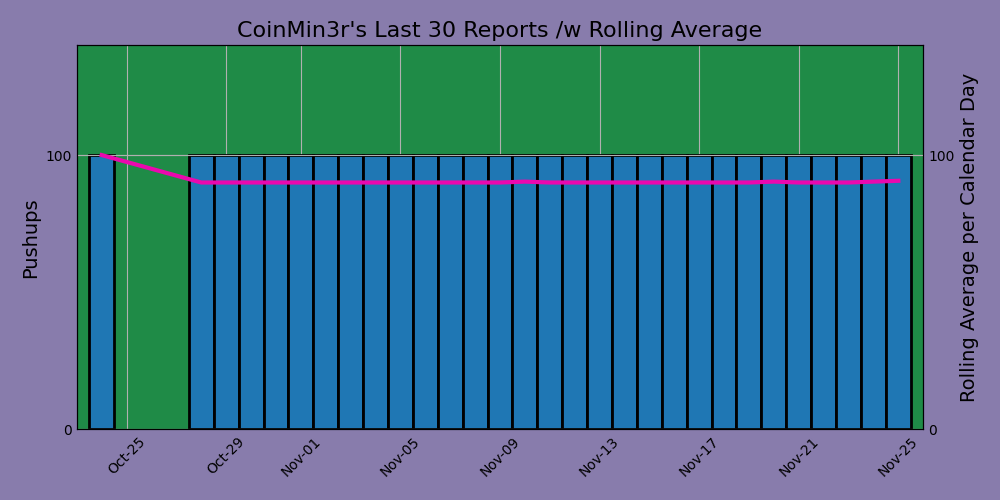 CoinMin3r's Last 30 Reports /w Rolling Average
Pushups
100
0
100
0
Rolling Average per Calendar Day
Oct-25
Oct-29
Nov-01
Nov-05
Nov-09
Nov-13
Nov-17
Nov-21
Nov-25